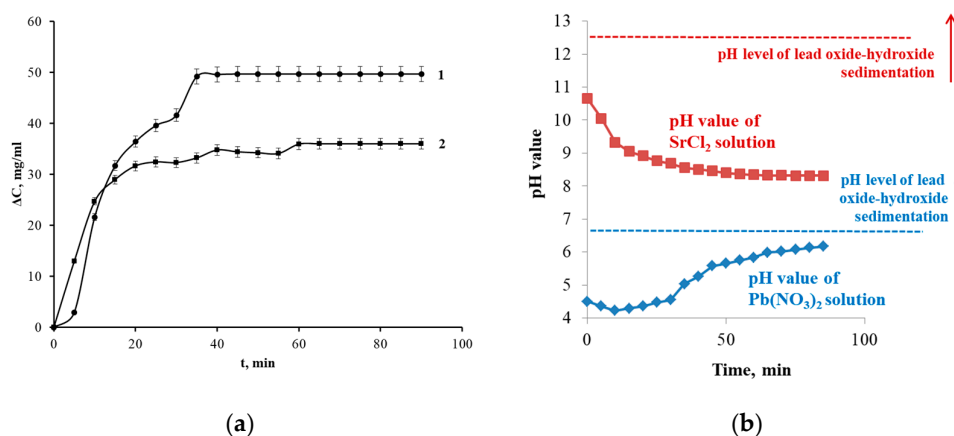 60
50
40
30
20
10
0
ΔC, mg/ml
0 20 40 60 80 100
t, min
1
2
(a)
13
12
11
10
9
8
7
6
5
4
pH value
0 50 100
Time, min
pH level of lead oxide-hydroxide
sedimentation
pH value of
SrCl2 solution
pH level of lead
oxide-hydroxide
sedimentation
pH value of
Pb(NO3)2 solution
(b)